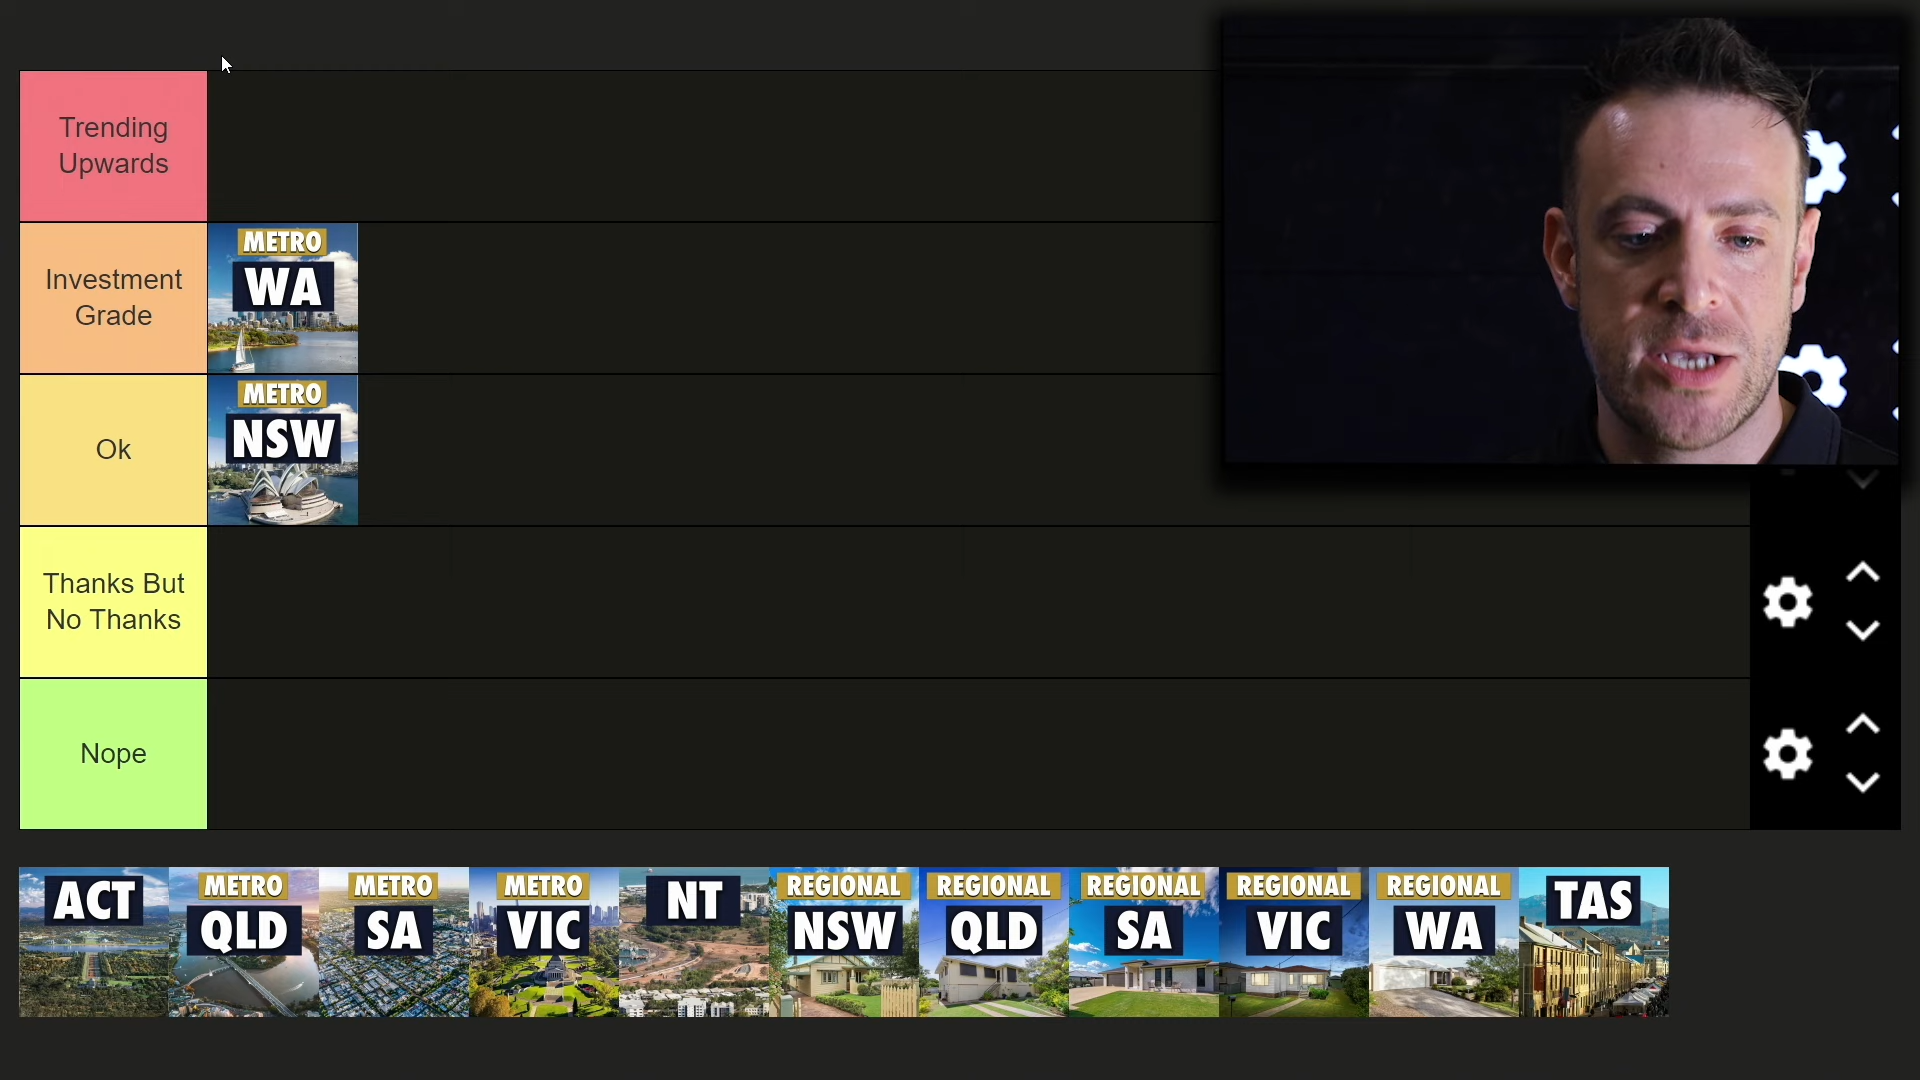 Trending
Upwards
Investment
Grade
METRO
WA
Ok
METRO
NSW
Thanks But
No Thanks
Nope
ACT
METRO
QLD
METRO
SA
METRO
VIC
NT
REGIONAL
NSW
REGIONAL
QLD
REGIONAL
SA
REGIONAL
VIC
REGIONAL
WA
TAS